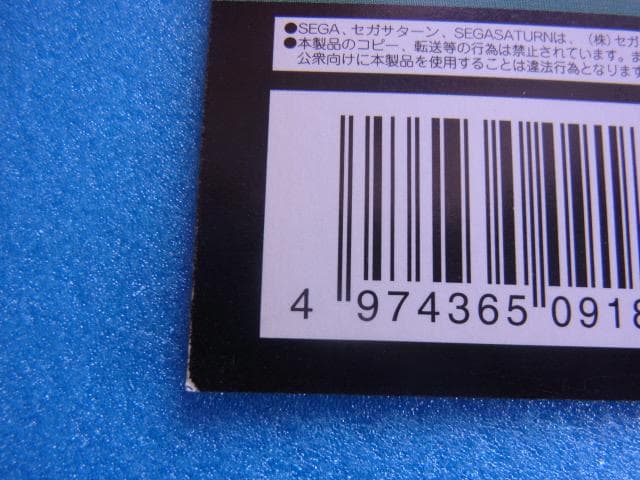 ●SEGA、セガサターン、SEGASATURNは、(株)セガ
●本製品のコピー、転送等の行為は禁止されています。ま
公衆向けに本製品を使用することは違法行為となります
4 974365 0918